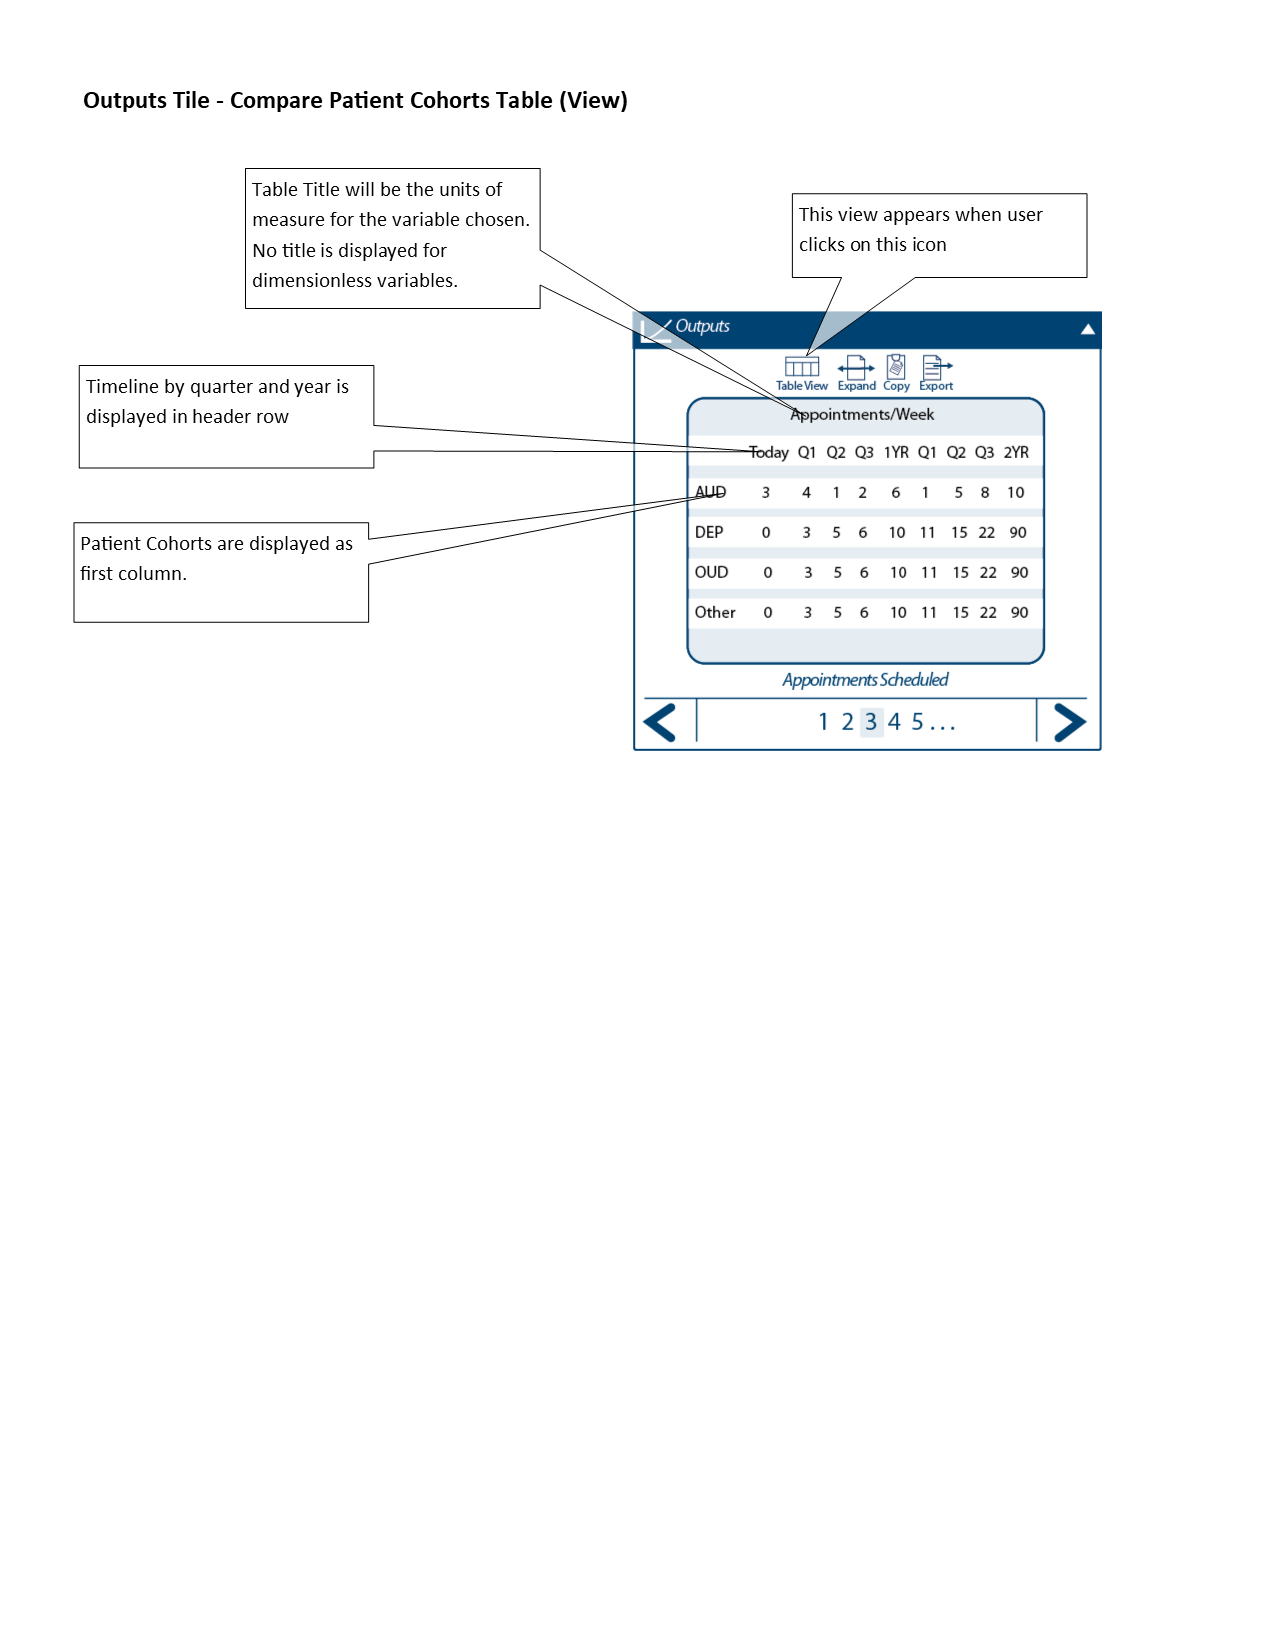 Outputs Tile - Compare Patient Cohorts Table (View)
Table Title will be the units of
measure for the variable chosen.
No title is displayed for
dimensionless variables.
This view appears when user
clicks on this icon
Timeline by quarter and year is
displayed in header row
Patient Cohorts are displayed as
first column.
Outputs
Table View Expand Copy Export
Appointments/Week
Today Q1 Q2 Q3 1YR Q1 Q2 Q3 2YR
AUD 3 4 1 2 6 1 5 8 10
DEP 0 3 5 6 10 11 15 22 90
OUD 0 3 5 6 10 11 15 22 90
Other 0 3 5 6 10 11 15 22 90
Appointments Scheduled
1 2 3 4 5 . . .